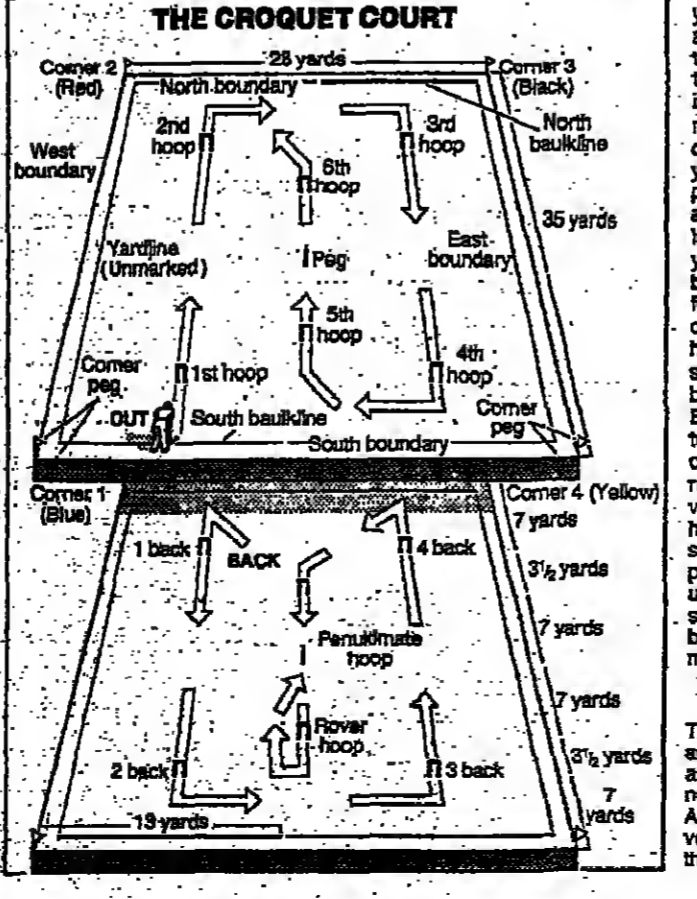 THE CROQUET COURT
28 yards
Corner 2
(Red)
Corner 3
(Black)
North boundary
2nd
hoop
3rd
hoop
North
baulkline
West
boundary
6th
hoop
35 yards
Yardline
(Unmarked)
Peg
East
boundary
5th
hoop
Corner
peg
1st hoop
4th
hoop
OUT
South baulkline
Corner
peg
South boundary
Corner 1
(Blue)
Corner 4 (Yellow)
7 yards
1 back
BACK
4 back
3½ yards
Penultimate
hoop
7 yards
7 yards
Rover
hoop
2 back
3 back
3½ yards
13 yards
7
yards